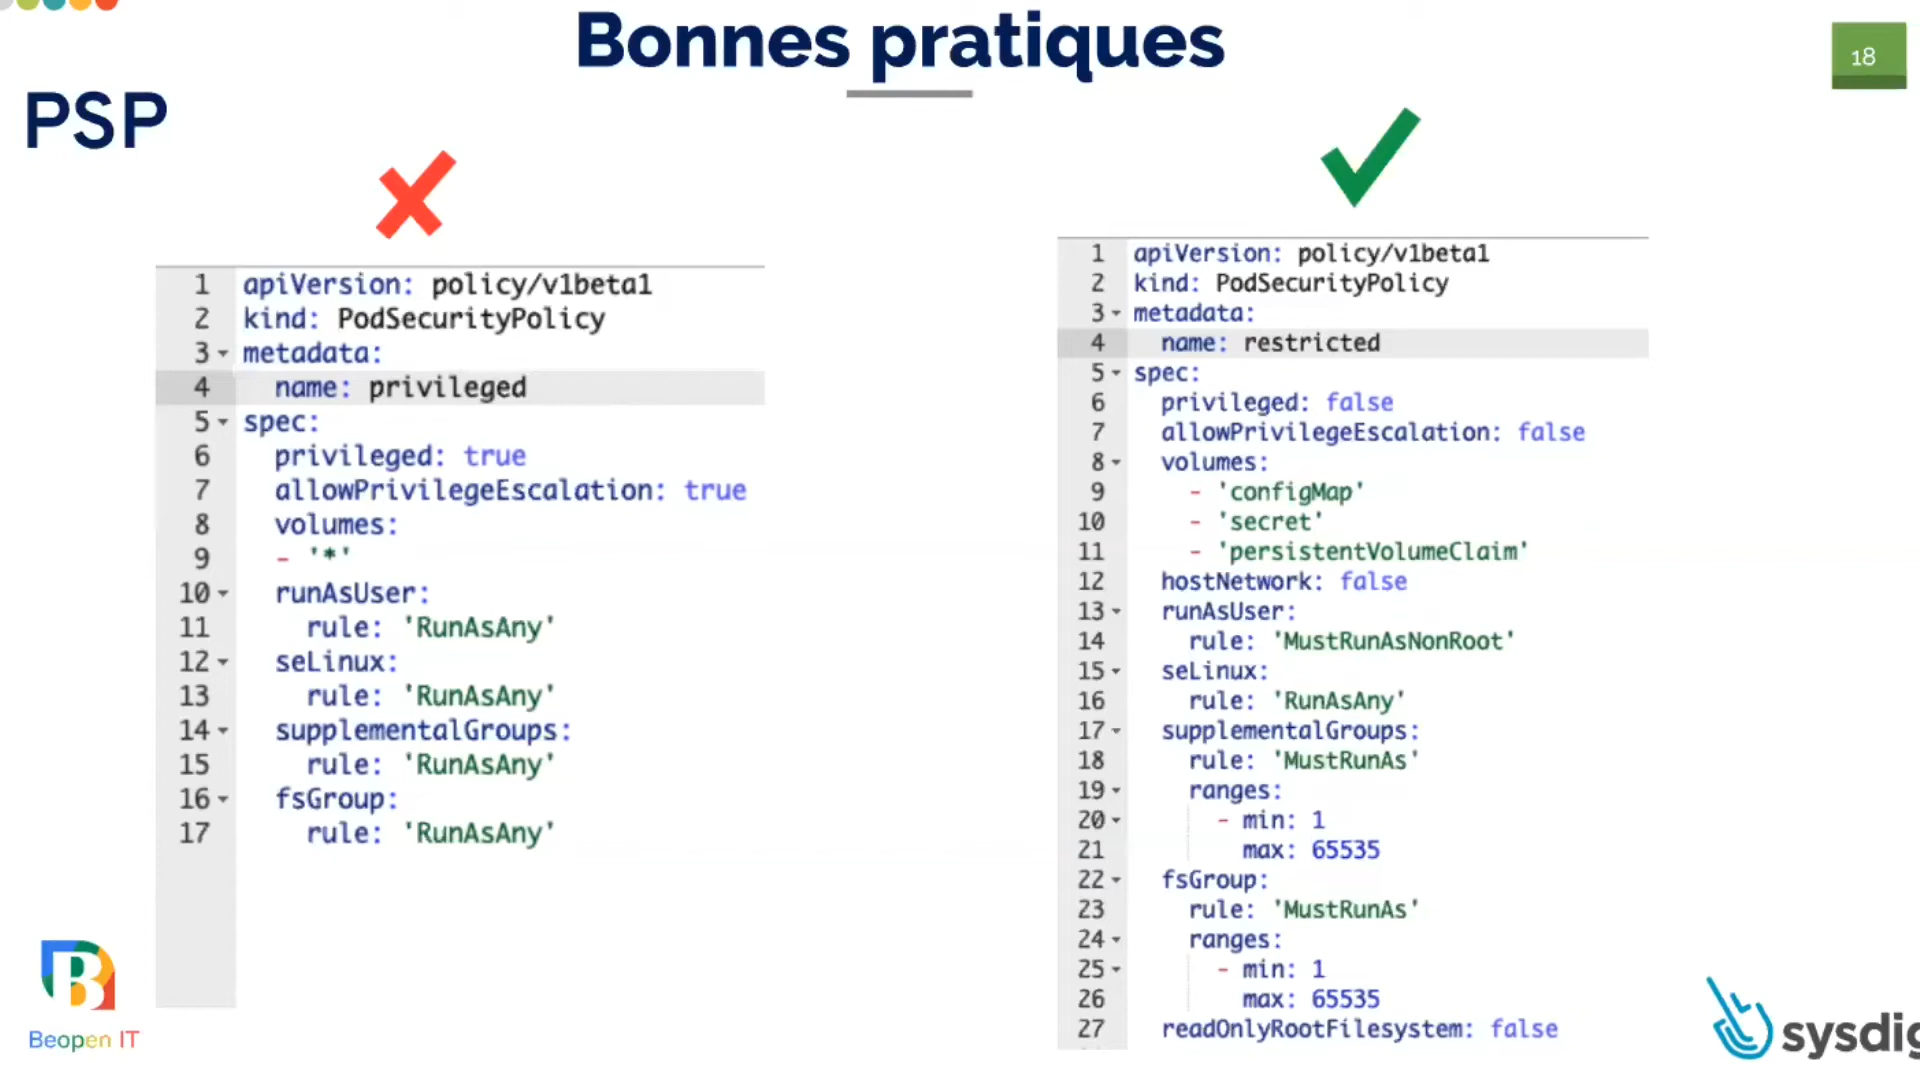 Bonnes pratiques
18
PSP
1 apiVersion: policy/v1beta1
2 kind: PodSecurityPolicy
3 metadata:
4 name: privileged
5 spec:
6 privileged: true
7 allowPrivilegeEscalation: true
8 volumes:
9 - '*'
10 runAsUser:
11 rule: 'RunAsAny'
12 seLinux:
13 rule: 'RunAsAny'
14 supplementalGroups:
15 rule: 'RunAsAny'
16 fsGroup:
17 rule: 'RunAsAny'
1 apiVersion: policy/v1beta1
2 kind: PodSecurityPolicy
3 metadata:
4 name: restricted
5 spec:
6 privileged: false
7 allowPrivilegeEscalation: false
8 volumes:
9 - 'configMap'
10 - 'secret'
11 - 'persistentVolumeClaim'
12 hostNetwork: false
13 runAsUser:
14 rule: 'MustRunAsNonRoot'
15 seLinux:
16 rule: 'RunAsAny'
17 supplementalGroups:
18 rule: 'MustRunAs'
19 ranges:
20 - min: 1
21 max: 65535
22 fsGroup:
23 rule: 'MustRunAs'
24 ranges:
25 - min: 1
26 max: 65535
27 readOnlyRootFilesystem: false
B
Beopen IT
sysdig